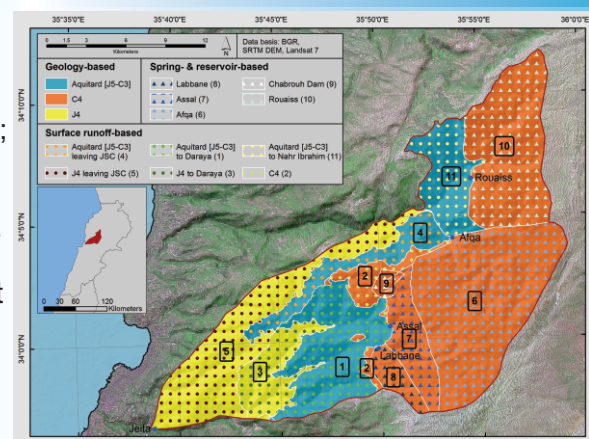 35°35'0"E 35°40'0"E 35°45'0"E 35°50'0"E 35°55'0"E 36°0'0"E
0 1.5 3 6 9 12
Kilometers
N
Data basis: BGR,
SRTM DEM, Landsat 7
Geology-based
Aquitard [J5-C3]
C4
J4
Spring- & reservoir-based
Labbane (8)
Assal (7)
Afqa (6)
Chabrouh Dam (9)
Rouaiss (10)
Surface runoff-based
Aquitard [J5-C3]
leaving JSC (4)
J4 leaving JSC (5)
Aquitard [J5-C3]
to Daraya (1)
J4 to Daraya (3)
Aquitard [J5-C3]
to Nahr Ibrahim (11)
C4 (2)
34°10'0"N
34°5'0"N
34°0'0"N
0 30 60 120
Kilometers
10
11
Rouaiss
4
Afqa
2
9
6
Assal
7
5
Labbane
3
1
2
8
Jeita
;
t